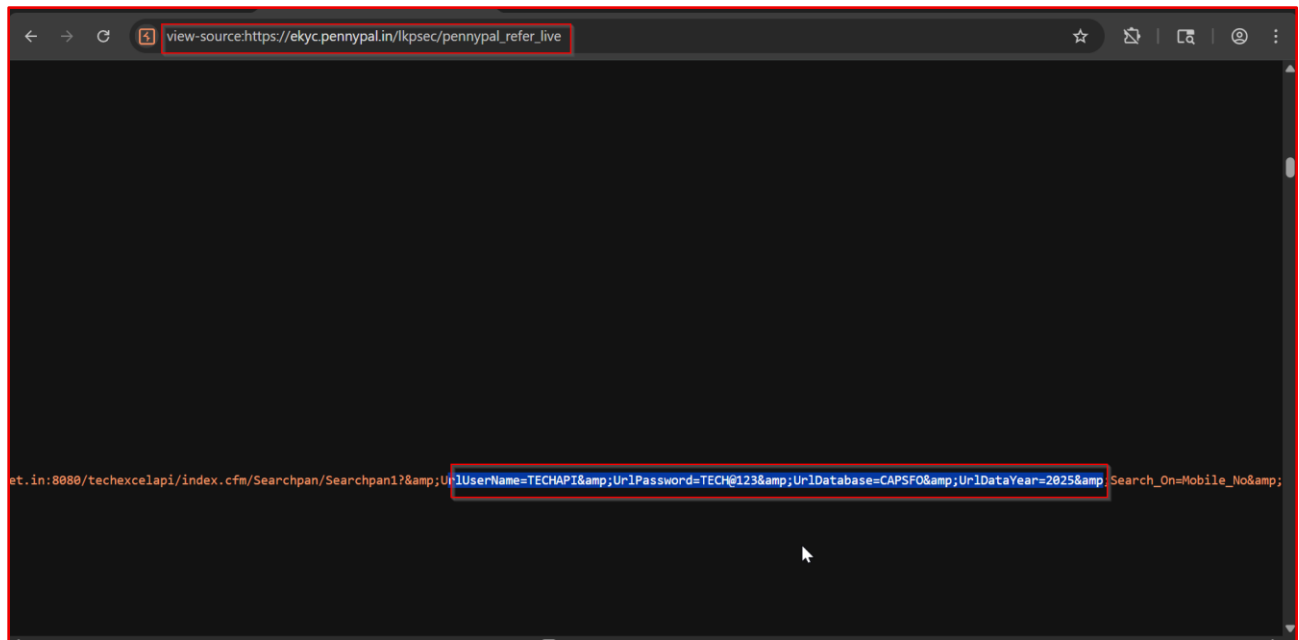 view-source:https://ekyc.pennypal.in/lkpsec/pennypal_refer_live
et.in:8080/techexcelapi/index.cfm/Searchpan/Searchpan1?&amp;UrlUserName=TECHAPI&amp;UrlPassword=TECH@123&amp;UrlDatabase=CAPSFO&amp;UrlDataYear=2025&amp;Search_On=Mobile_No&amp;